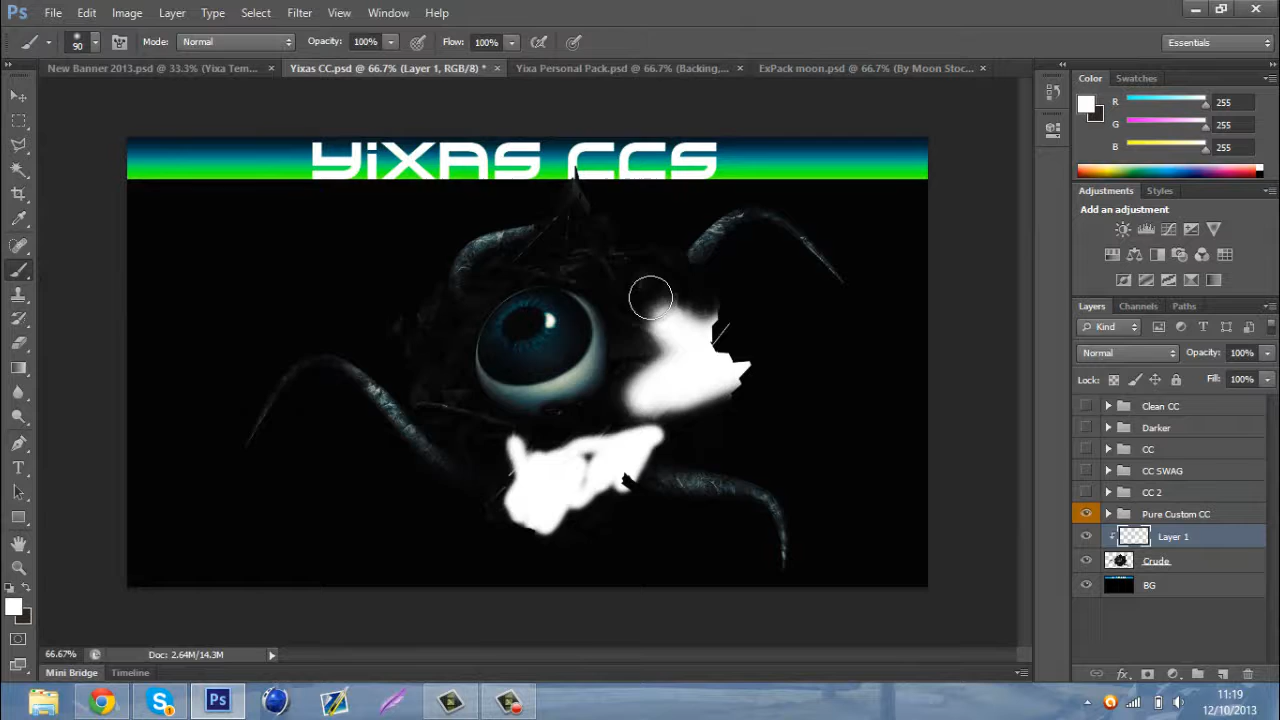 Ps File Edit Image Layer Type Select Filter View Window Help
90 Mode: Normal Opacity: 100% Flow: 100% Essentials
New Banner 2013.psd @ 33.3% (Yixa Tem... × Yixas CC.psd @ 66.7% (Layer 1, RGB/8) * × Yixa Personal Pack.psd @ 66.7% (Backing,... × ExPack moon.psd @ 66.7% (By Moon Stoc... ×
Color Swatches
R 255
G 255
B 255
YiXAS CCS
Adjustments Styles
Add an adjustment
Layers Channels Paths
Kind
Normal Opacity: 100%
Lock: Fill: 100%
Clean CC
Darker
CC
CC SWAG
CC 2
Pure Custom CC
Layer 1
Crude
BG
66.67% Doc: 2.64M/14.3M
Mini Bridge Timeline
Ps 11:19
12/10/2013